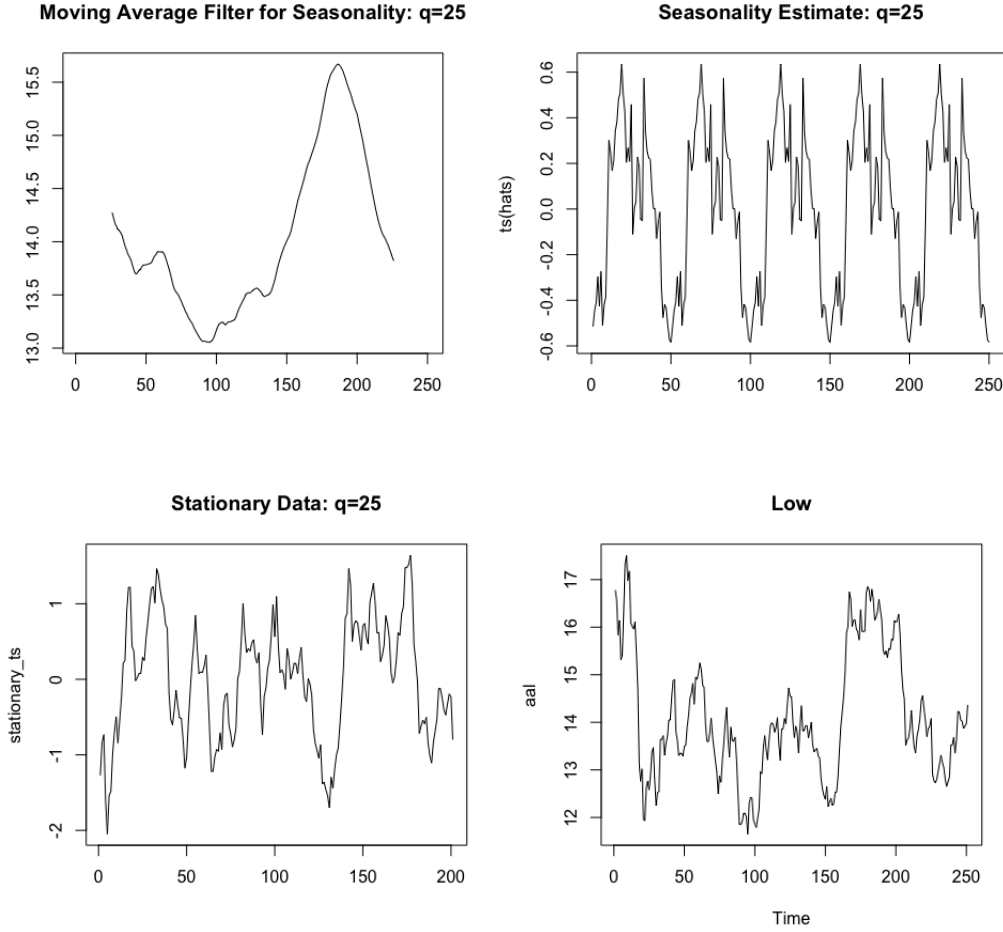 Moving Average Filter for Seasonality: q=25
15.5
15.0
14.5
14.0
13.5
13.0
0 50 100 150 200 250
Seasonality Estimate: q=25
ts(hats)
0.6
0.4
0.2
0.0
-0.2
-0.4
-0.6
0 50 100 150 200 250
Stationary Data: q=25
stationary_ts
1
0
-1
-2
0 50 100 150 200
Low
aal
17
16
15
14
13
12
0 50 100 150 200 250
Time